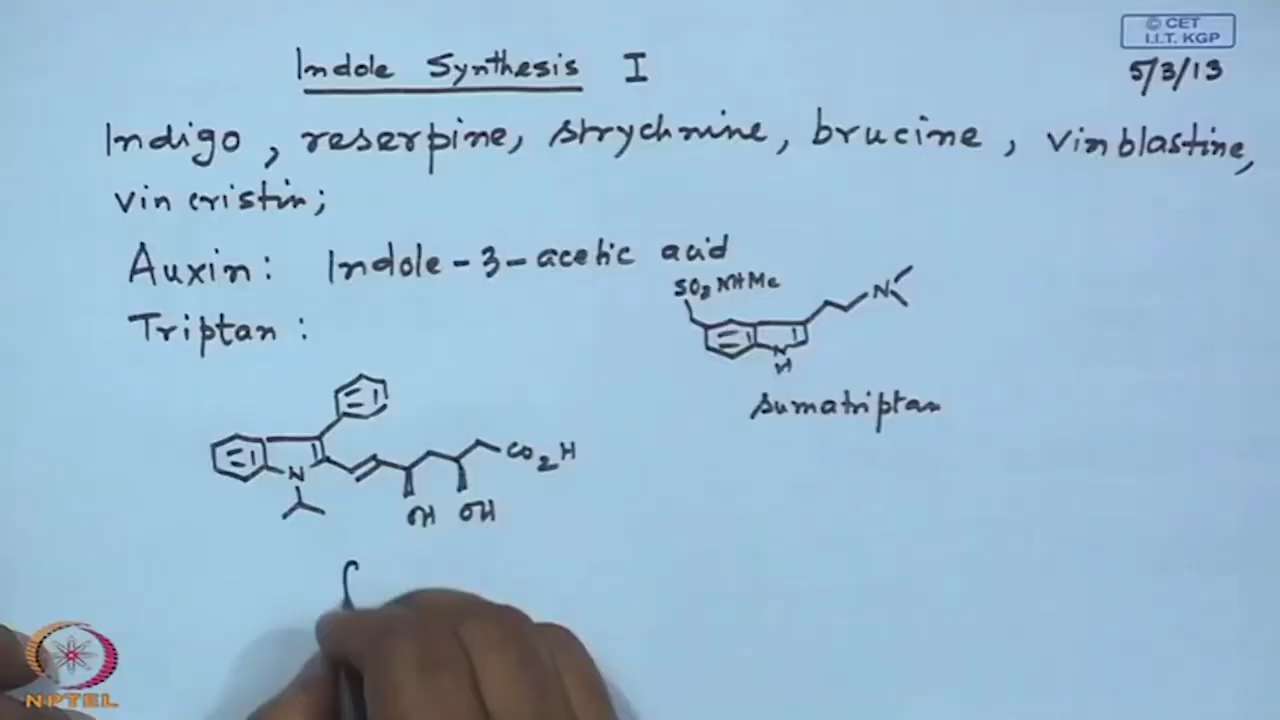 © CET
I.I.T. KGP
Indole Synthesis I
5/3/13
Indigo, reserpine, strychnine, brucine, vinblastine,
vincristin;
Auxin: Indole-3-acetic acid
SO2NHMe
N
Triptan:
N
H
sumatriptan
CO2H
N
OH OH
NPTEL